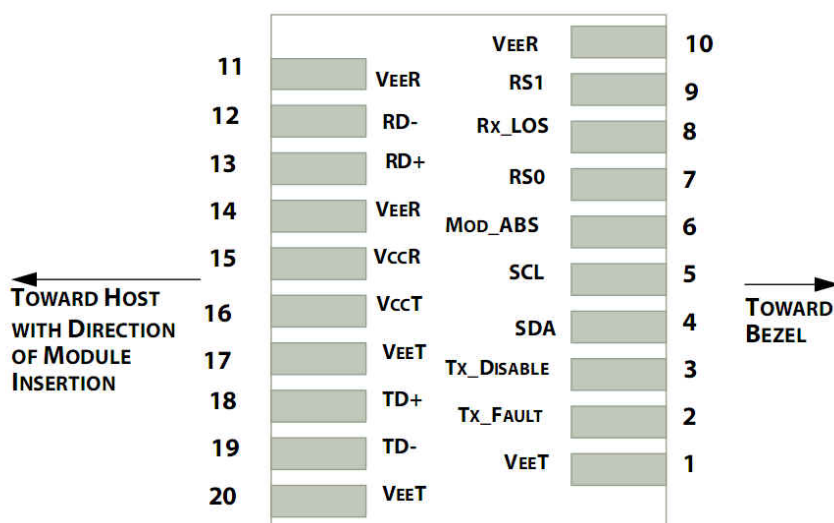 VEER 10
11 VEER
RS1 9
12 RD-
RX_LOS 8
13 RD+
RS0 7
14 VEER
MOD_ABS 6
15 VCCR
SCL 5
TOWARD HOST
WITH DIRECTION
OF MODULE
INSERTION
TOWARD
BEZEL
16 VCCT
SDA 4
17 VEET
TX_DISABLE 3
18 TD+
TX_FAULT 2
19 TD-
VEET 1
20 VEET